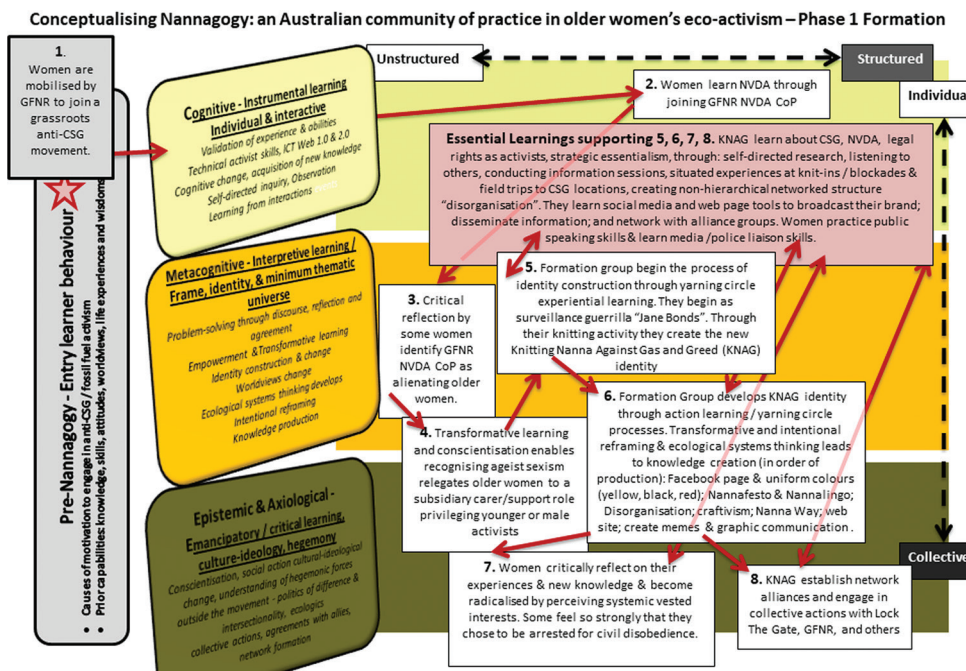 Conceptualising Nannagogy: an Australian community of practice in older women's eco-activism – Phase 1 Formation
1.
Women are
mobilised by
GFNR to join a
grassroots
anti-CSG
movement.
Pre-Nannagogy - Entry learner behaviour
• Causes of motivation to engage in anti-CSG / fossil fuel activism
• Prior capabilities: knowledge, skills, attitudes, worldviews, life experiences and wisdom
Cognitive - Instrumental learning
Individual & interactive
Validation of experience & abilities
Technical activist skills, ICT Web 1.0 & 2.0
Cognitive change, acquisition of new knowledge
Self-directed inquiry, Observation
Learning from interactions
Metacognitive - Interpretive learning /
Frame, identity, & minimum thematic
universe
Problem-solving through discourse, reflection and
agreement
Empowerment &Transformative learning
Identity construction & change
Worldviews change
Ecological systems thinking develops
Intentional reframing
Knowledge production
Epistemic & Axiological -
Emancipatory / critical learning,
culture-ideology, hegemony
Conscientisation, social action cultural-ideological
change, understanding of hegemonic forces
outside the movement - politics of difference &
intersectionality, ecologics
collective actions, agreements with allies,
network formation
Unstructured
Structured
Individual
Collective
2. Women learn NVDA through
joining GFNR NVDA CoP
Essential Learnings supporting 5, 6, 7, 8. KNAG learn about CSG, NVDA, legal
rights as activists, strategic essentialism, through: self-directed research, listening to
others, conducting information sessions, situated experiences at knit-ins / blockades &
field trips to CSG locations, creating non-hierarchical networked structure
"disorganisation". They learn social media and web page tools to broadcast their brand;
disseminate information; and network with alliance groups. Women practice public
speaking skills & learn media /police liaison skills.
3. Critical
reflection by
some women
identify GFNR
NVDA CoP as
alienating older
women.
4. Transformative learning
and conscientisation enables
recognising ageist sexism
relegates older women to a
subsidiary carer/support role
privileging younger or male
activists
5. Formation group begin the process of
identity construction through yarning circle
experiential learning. They begin as
surveillance guerrilla "Jane Bonds". Through
their knitting activity they create the new
Knitting Nanna Against Gas and Greed (KNAG)
identity
6. Formation Group develops KNAG identity
through action learning / yarning circle
processes. Transformative and intentional
reframing & ecological systems thinking leads
to knowledge creation (in order of
production): Facebook page & uniform colours
(yellow, black, red); Nannafesto & Nannalingo;
Disorganisation; craftivism; Nanna Way; web
site; create memes & graphic communication .
7. Women critically reflect on their
experiences & new knowledge & become
radicalised by perceiving systemic vested
interests. Some feel so strongly that they
chose to be arrested for civil disobedience.
8. KNAG establish network
alliances and engage in
collective actions with Lock
The Gate, GFNR, and others